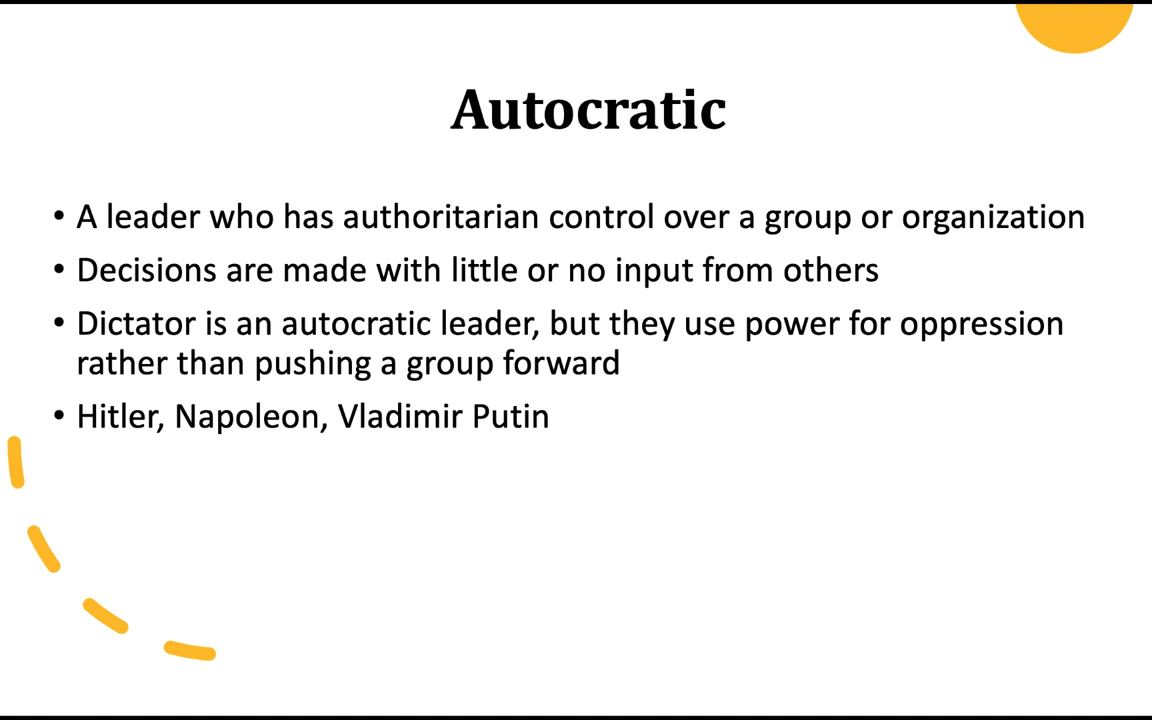 Autocratic
• A leader who has authoritarian control over a group or organization
• Decisions are made with little or no input from others
• Dictator is an autocratic leader, but they use power for oppression
rather than pushing a group forward
• Hitler, Napoleon, Vladimir Putin